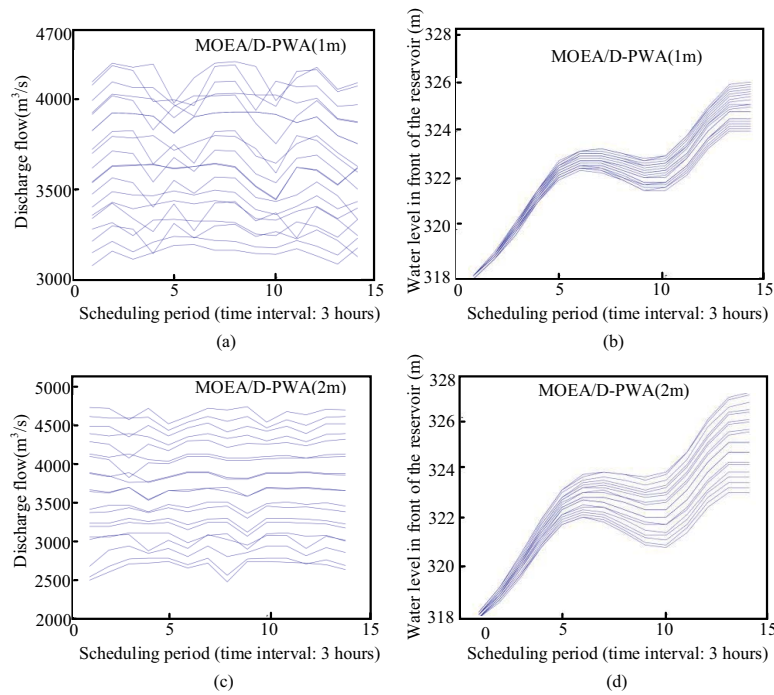 4700
MOEA/D-PWA(1m)
4000
3500
3000
0
5
10
15
Discharge flow(m³/s)
Scheduling period (time interval: 3 hours)
(a)
328
MOEA/D-PWA(1m)
326
324
322
320
318
0
5
10
15
Water level in front of the reservoir (m)
Scheduling period (time interval: 3 hours)
(b)
5000
MOEA/D-PWA(2m)
4500
4000
3500
3000
2500
2000
0
5
10
15
Discharge flow(m³/s)
Scheduling period (time interval: 3 hours)
(c)
328
MOEA/D-PWA(2m)
326
324
322
320
318
0
5
10
15
Water level in front of the reservoir (m)
Scheduling period (time interval: 3 hours)
(d)